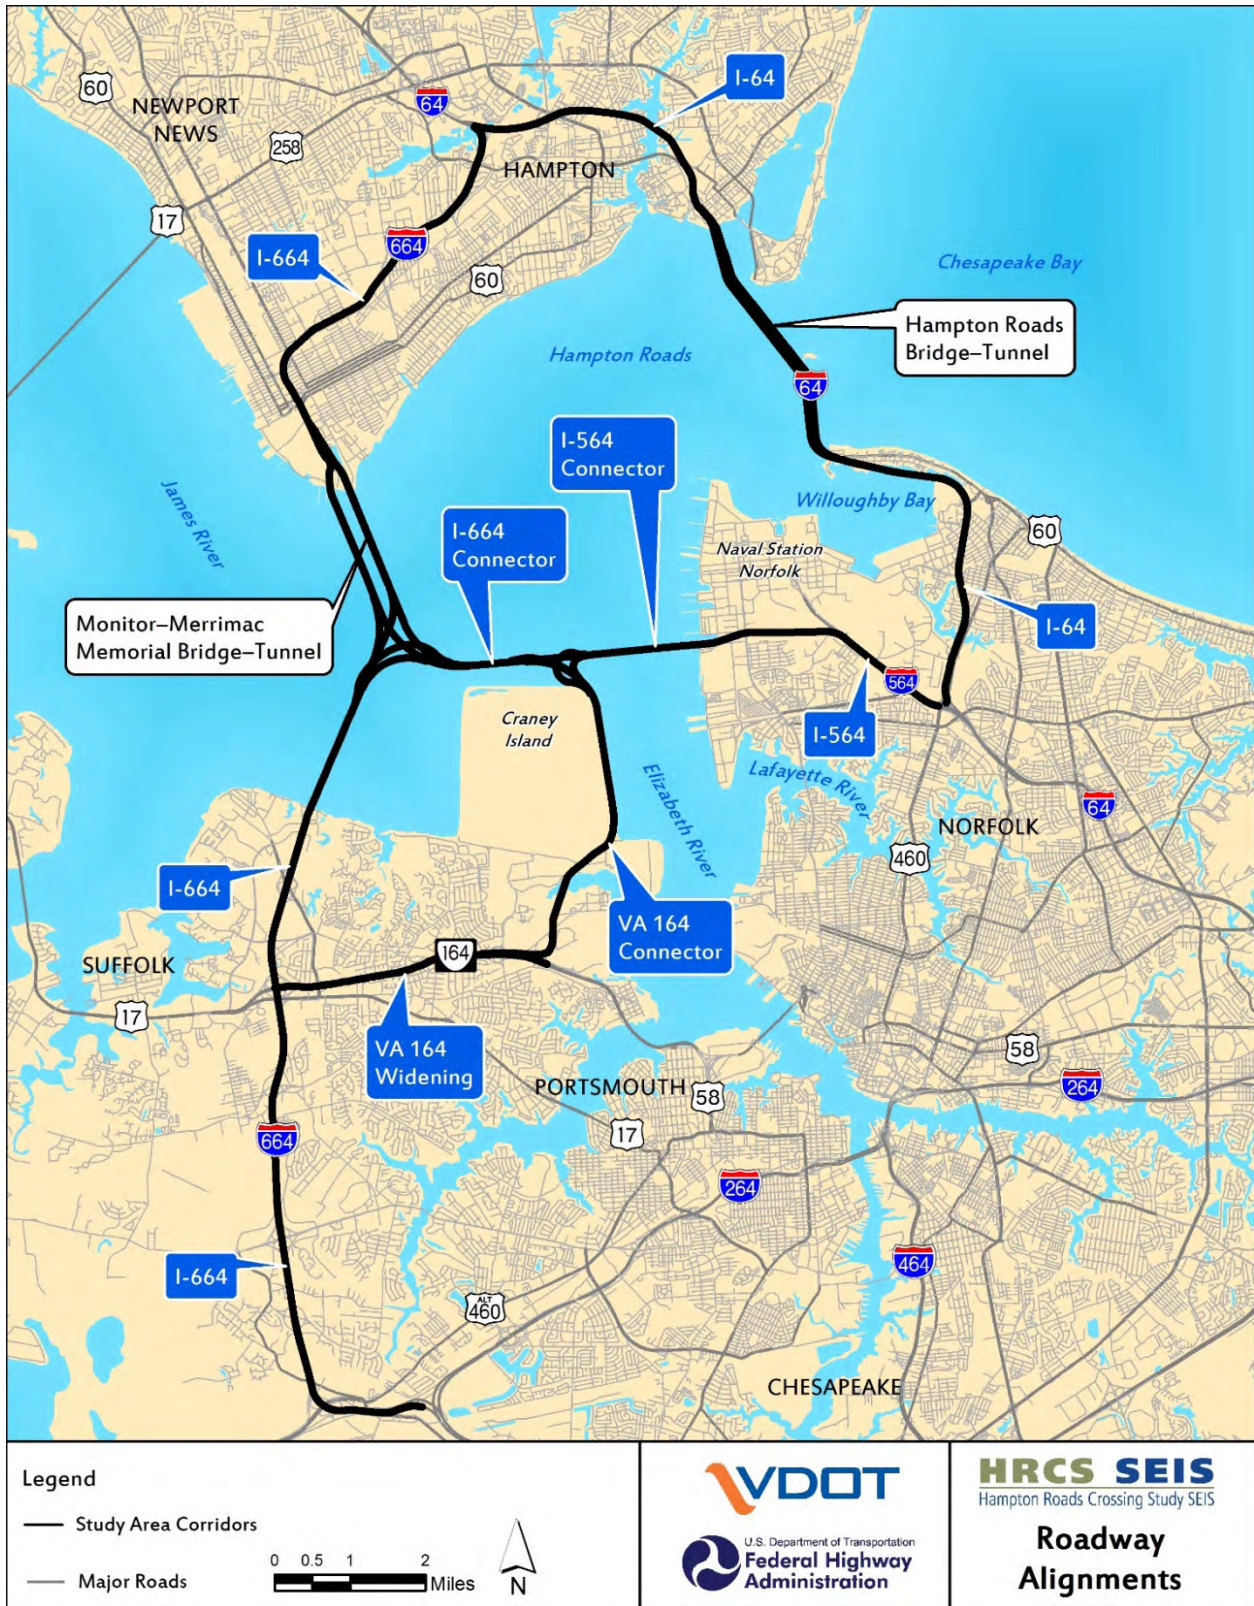 I-64
60
NEWPORT
NEWS
64
258
HAMPTON
17
I-664
664
60
Chesapeake Bay
Hampton Roads
Bridge–Tunnel
Hampton Roads
64
I-564
Connector
James River
Willoughby Bay
I-664
Connector
Naval Station
Norfolk
60
Monitor–Merrimac
Memorial Bridge–Tunnel
I-64
564
I-564
Craney
Island
Elizabeth River
Lafayette River
64
NORFOLK
460
I-664
VA 164
Connector
164
SUFFOLK
17
VA 164
Widening
58
PORTSMOUTH
58
264
17
664
264
I-664
464
ALT
460
CHESAPEAKE
Legend
Study Area Corridors
Major Roads
0 0.5 1 2
Miles
N
VDOT
U.S. Department of Transportation
Federal Highway
Administration
HRCS SEIS
Hampton Roads Crossing Study SEIS
Roadway
Alignments